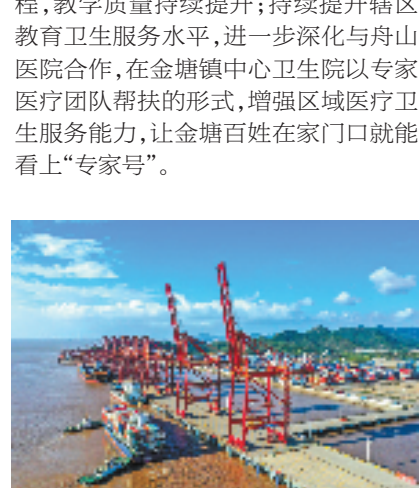 程,教学质量持续提升;持续提升辖区
教育卫生服务水平,进一步深化与舟山
医院合作,在金塘镇中心卫生院以专家
医疗团队帮扶的形式,增强区域医疗卫
生服务能力,让金塘百姓在家门口就能
看上“专家号”。